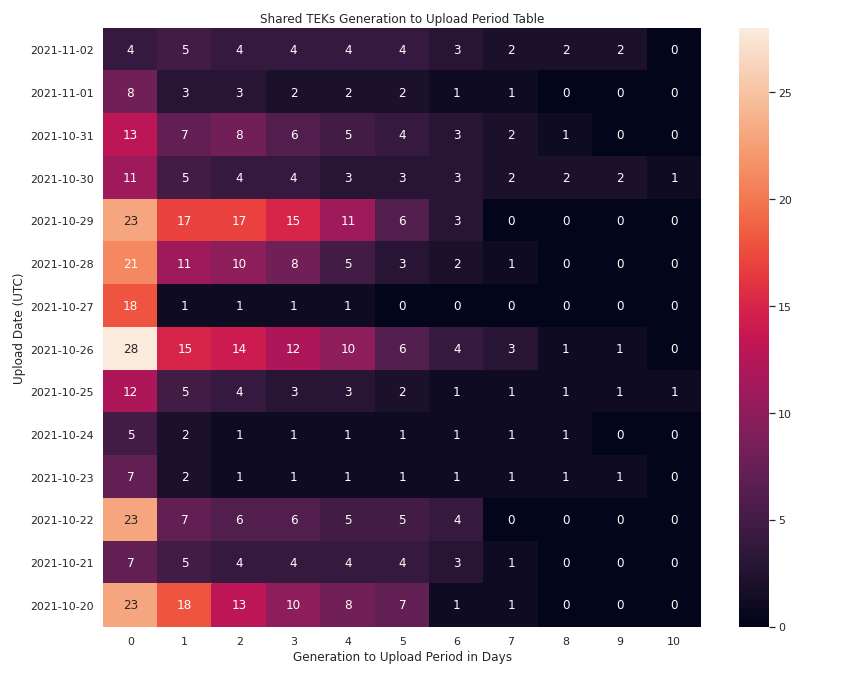 Shared TEKs Generation to Upload Period Table
Upload Date (UTC)
2021-11-02 4 5 4 4 4 4 3 2 2 2 0
2021-11-01 8 3 3 2 2 2 1 1 0 0 0
2021-10-31 13 7 8 6 5 4 3 2 1 0 0
2021-10-30 11 5 4 4 3 3 3 2 2 2 1
2021-10-29 23 17 17 15 11 6 3 0 0 0 0
2021-10-28 21 11 10 8 5 3 2 1 0 0 0
2021-10-27 18 1 1 1 1 0 0 0 0 0 0
2021-10-26 28 15 14 12 10 6 4 3 1 1 0
2021-10-25 12 5 4 3 3 2 1 1 1 1 1
2021-10-24 5 2 1 1 1 1 1 1 1 0 0
2021-10-23 7 2 1 1 1 1 1 1 1 1 0
2021-10-22 23 7 6 6 5 5 4 0 0 0 0
2021-10-21 7 5 4 4 4 4 3 1 0 0 0
2021-10-20 23 18 13 10 8 7 1 1 0 0 0
0 1 2 3 4 5 6 7 8 9 10
Generation to Upload Period in Days
25
20
15
10
5
0